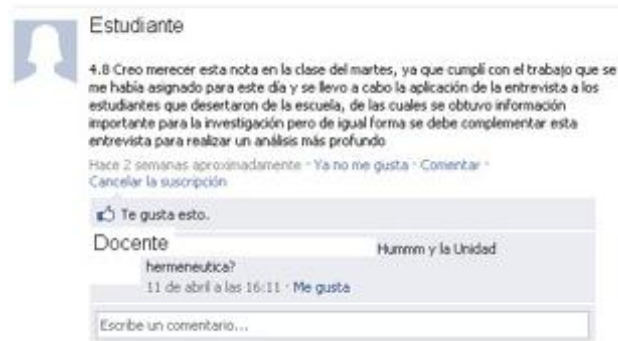 Estudiante
4.8 Creo merecer esta nota en la clase del martes, ya que cumplí con el trabajo que se
me había asignado para este día y se llevo a cabo la aplicación de la entrevista a los
estudiantes que desertaron de la escuela, de las cuales se obtuvo información
importante para la investigación pero de igual forma se debe complementar esta
entrevista para realizar un análisis más profundo
Hace 2 semanas aproximadamente · Ya no me gusta · Comentar ·
Cancelar la suscripción
Te gusta esto.
Docente Hummm y la Unidad
hermeneutica?
11 de abril a las 16:11 · Me gusta
Escribe un comentario...